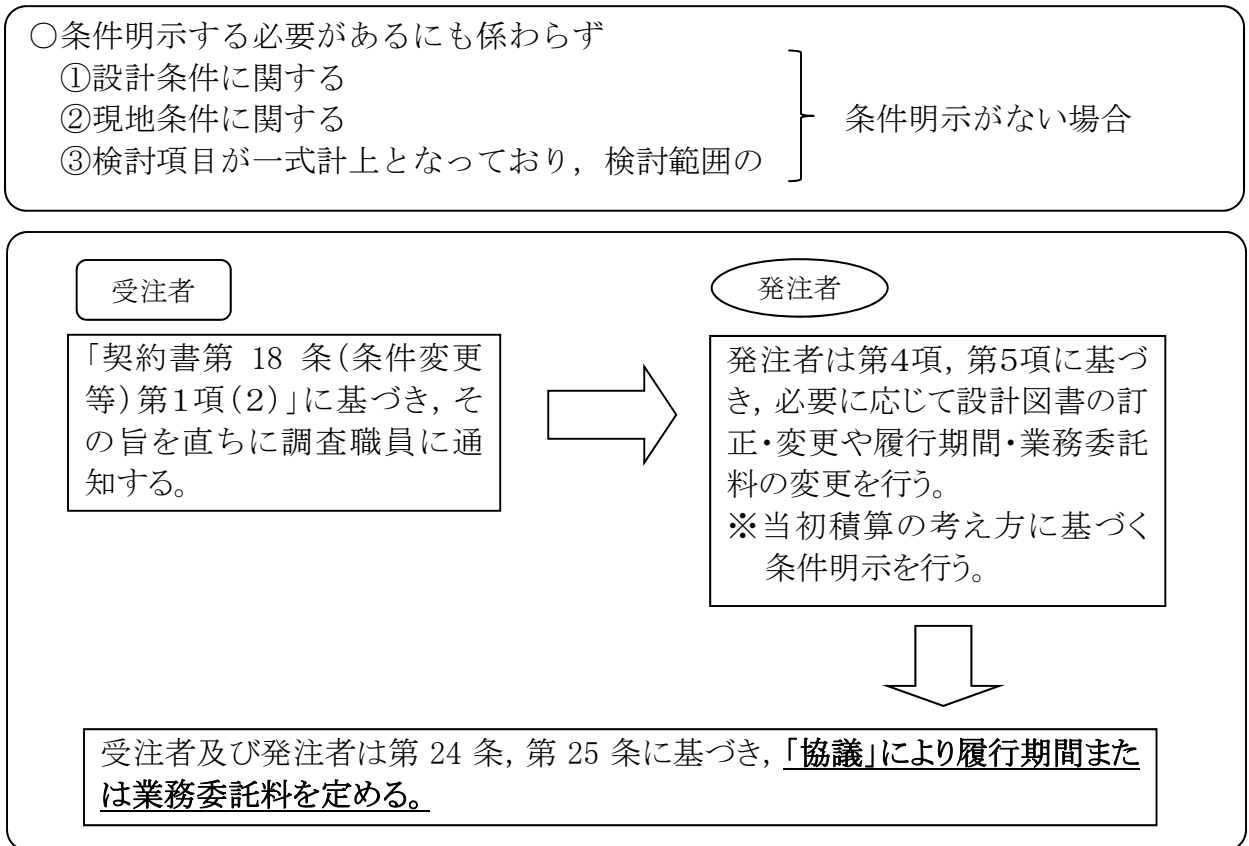 ○条件明示する必要があるにも係わらず
①設計条件に関する
②現地条件に関する
③検討項目が一式計上となっており，検討範囲の
条件明示がない場合
受注者
「契約書第 18 条（条件変更
等）第１項（２）」に基づき，そ
の旨を直ちに調査職員に通
知する。
発注者
発注者は第４項，第５項に基づ
き，必要に応じて設計図書の訂
正・変更や履行期間・業務委託
料の変更を行う。
※当初積算の考え方に基づく
条件明示を行う。
受注者及び発注者は第 24 条，第 25 条に基づき，「協議」により履行期間また
は業務委託料を定める。